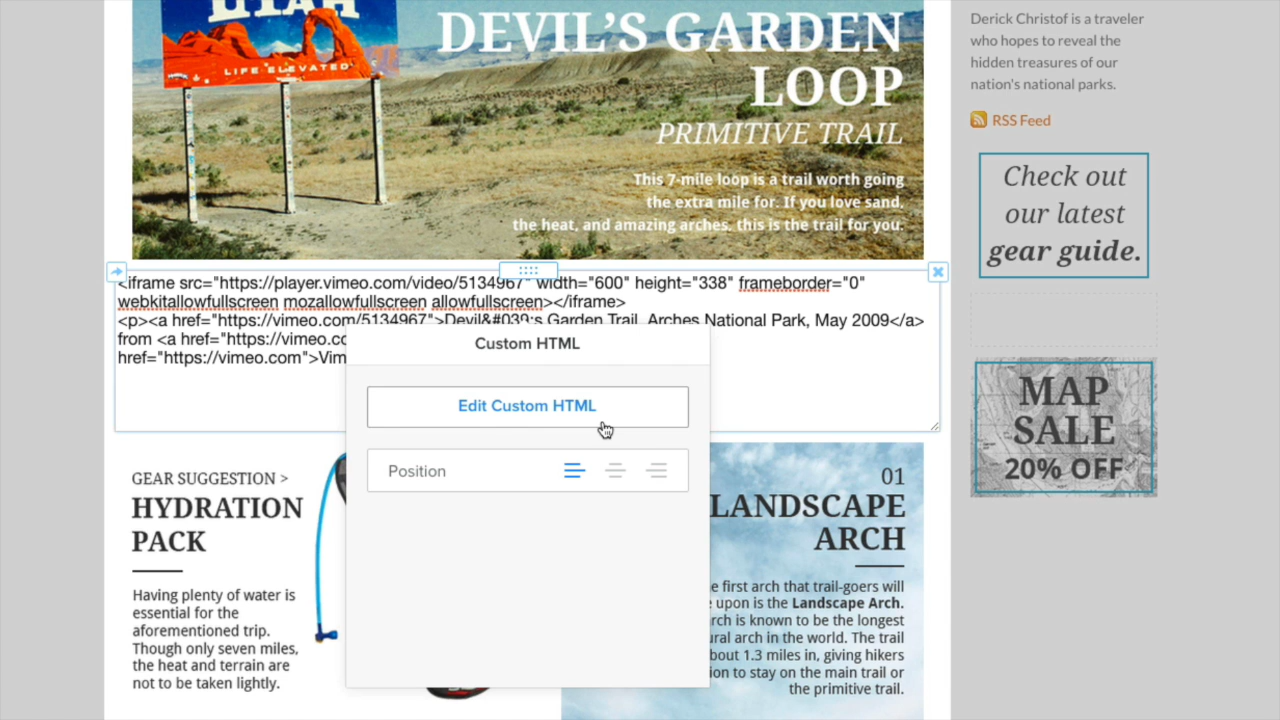 UTAH
LIFE ELEVATED
DEVIL'S GARDEN
LOOP
PRIMITIVE TRAIL
This 7-mile loop is a trail worth going
the extra mile for. If you love sand,
the heat, and amazing arches, this is the trail for you.
<iframe src="https://player.vimeo.com/video/5134967" width="600" height="338" frameborder="0"
webkitallowfullscreen mozallowfullscreen allowfullscreen></iframe>
<p><a href="https://vimeo.com/5134967">Devil&#039;s Garden Trail, Arches National Park, May 2009</a>
from <a href="https://vimeo.co
href="https://vimeo.com">Vim
Custom HTML
Edit Custom HTML
Position
GEAR SUGGESTION >
HYDRATION
PACK
Having plenty of water is
essential for the
aforementioned trip.
Though only seven miles,
the heat and terrain are
not to be taken lightly.
01
LANDSCAPE
ARCH
first arch that trail-goers will
upon is the Landscape Arch.
is known to be the longest
arch in the world. The trail
1.3 miles in, giving hikers
to stay on the main trail or
the primitive trail.
Derick Christof is a traveler
who hopes to reveal the
hidden treasures of our
nation's national parks.
RSS Feed
Check out
our latest
gear guide.
MAP
SALE
20% OFF